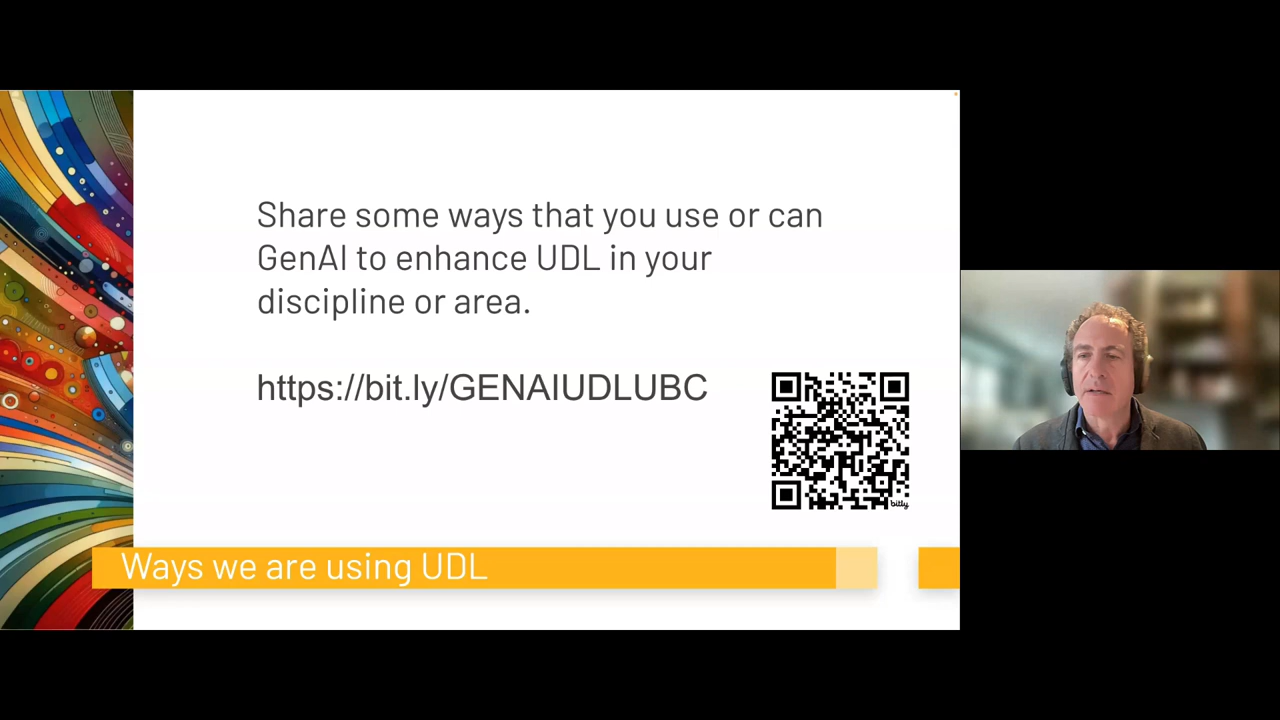 Share some ways that you use or can
GenAI to enhance UDL in your
discipline or area.
https://bit.ly/GENAIUDLUBC
bitly
Ways we are using UDL